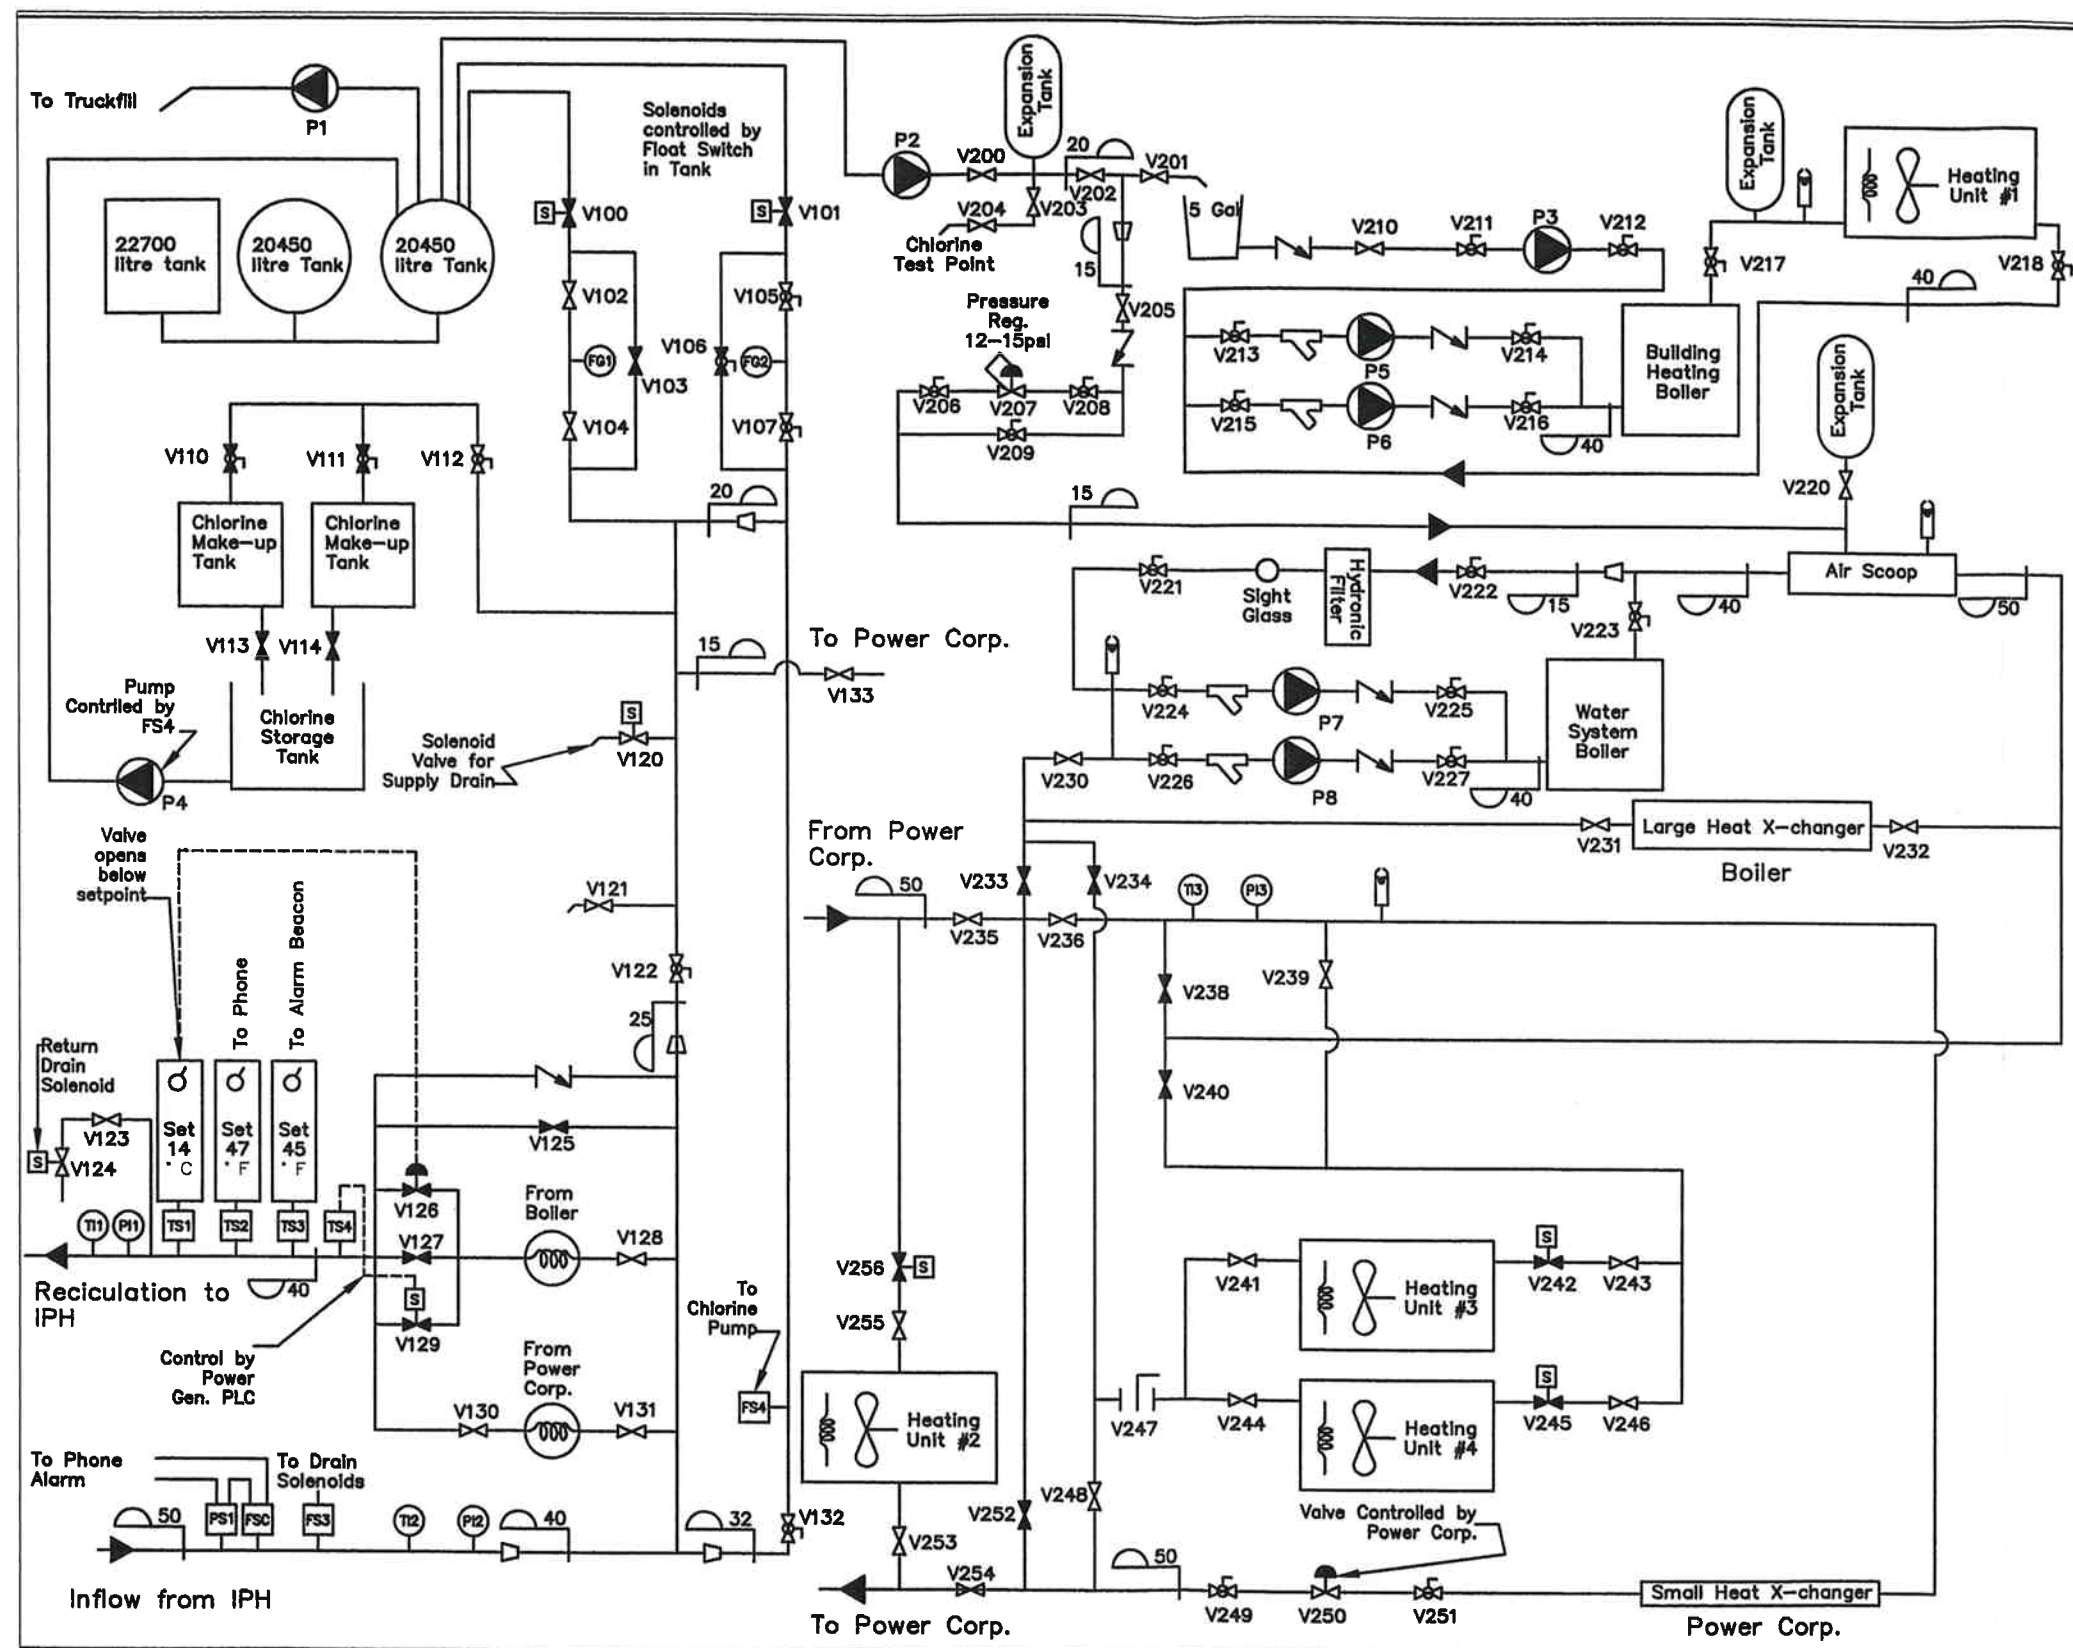 To Truckfill
P1
Solenoids
controlled by
Float Switch
in Tank
P2
V200
Expansion
Tank
20
V201
V202
V203
V204
Chlorine
Test Point
5 Gal
V210
V211
P3
V212
Expansion
Tank
Heating
Unit #1
V217
V218
40
22700
litre tank
20450
litre Tank
20450
litre Tank
S
V100
S
V101
V102
V105
FG1
V103
V106
FG2
V104
V107
15
V205
Pressure
Reg.
12-15psi
V206
V207
V208
V209
V213
P5
V214
V215
P6
V216
40
Building
Heating
Boiler
Expansion
Tank
V220
V110
V111
V112
Chlorine
Make-up
Tank
Chlorine
Make-up
Tank
20
15
V113
V114
Chlorine
Storage
Tank
Pump
Contrlled by
FS4
P4
15
To Power Corp.
V133
S
V120
Solenoid
Valve for
Supply Drain
V221
Sight
Glass
Hydronic
Filter
V222
15
40
Air Scoop
50
V223
V224
P7
V225
V230
V226
P8
V227
40
Water
System
Boiler
V231
Large Heat X-changer
V232
Boiler
Valve
opens
below
setpoint
To Phone
To Alarm Beacon
V121
V122
25
From Power
Corp.
50
V233
V234
V235
V236
TI3
PI3
V238
V239
V240
Return
Drain
Solenoid
V123
S
V124
Set
14
° C
Set
47
° F
Set
45
° F
TI1
PI1
TS1
TS2
TS3
TS4
40
Reciculation to
IPH
V125
V126
V127
S
V129
From
Boiler
V128
From
Power
Corp.
V130
V131
Control by
Power
Gen. PLC
To
Chlorine
Pump
FS4
V256
S
V255
Heating
Unit #2
V253
V254
V241
Heating
Unit #3
S
V242
V243
V247
V244
Heating
Unit #4
S
V245
V246
V248
V252
Valve Controlled by
Power Corp.
To Phone
Alarm
To Drain
Solenoids
50
PS1
FSC
FS3
TI2
PI2
40
32
V132
Inflow from IPH
To Power Corp.
50
V249
V250
V251
Small Heat X-changer
Power Corp.